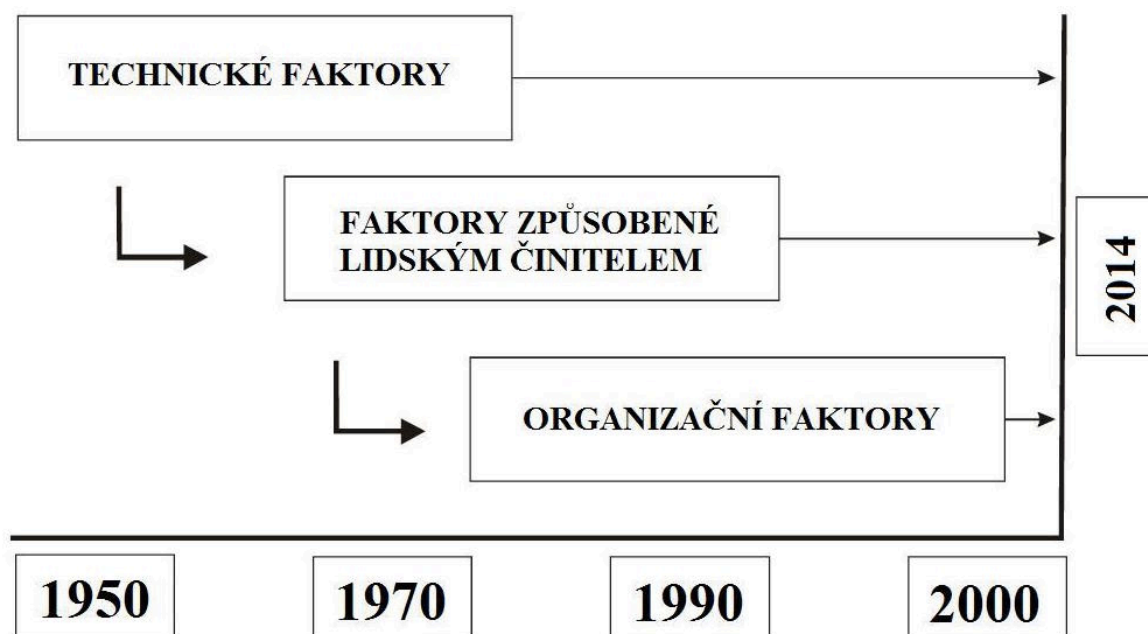 TECHNICKÉ FAKTORY
FAKTORY ZPŮSOBENÉ
LIDSKÝM ČINITELEM
ORGANIZAČNÍ FAKTORY
2014
1950
1970
1990
2000